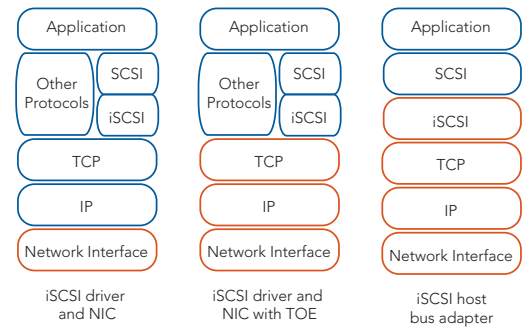 Application
Other
Protocols
SCSI
iSCSI
TCP
IP
Network Interface
iSCSI driver
and NIC
Application
Other
Protocols
SCSI
iSCSI
TCP
IP
Network Interface
iSCSI driver and
NIC with TOE
Application
SCSI
iSCSI
TCP
IP
Network Interface
iSCSI host
bus adapter